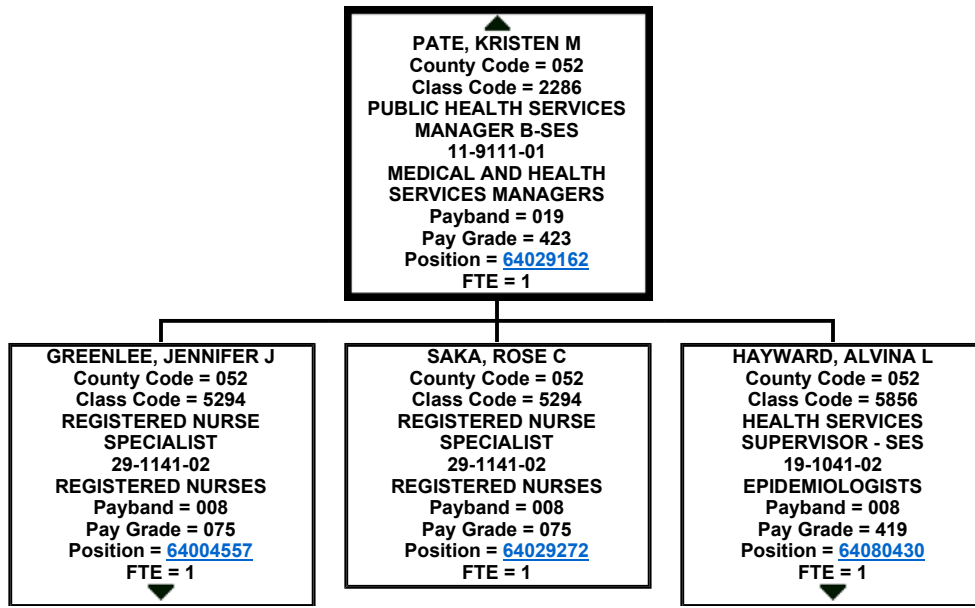 PATE, KRISTEN M
County Code = 052
Class Code = 2286
PUBLIC HEALTH SERVICES
MANAGER B-SES
11-9111-01
MEDICAL AND HEALTH
SERVICES MANAGERS
Payband = 019
Pay Grade = 423
Position = 64029162
FTE = 1
GREENLEE, JENNIFER J
County Code = 052
Class Code = 5294
REGISTERED NURSE
SPECIALIST
29-1141-02
REGISTERED NURSES
Payband = 008
Pay Grade = 075
Position = 64004557
FTE = 1
SAKA, ROSE C
County Code = 052
Class Code = 5294
REGISTERED NURSE
SPECIALIST
29-1141-02
REGISTERED NURSES
Payband = 008
Pay Grade = 075
Position = 64029272
FTE = 1
HAYWARD, ALVINA L
County Code = 052
Class Code = 5856
HEALTH SERVICES
SUPERVISOR - SES
19-1041-02
EPIDEMIOLOGISTS
Payband = 008
Pay Grade = 419
Position = 64080430
FTE = 1